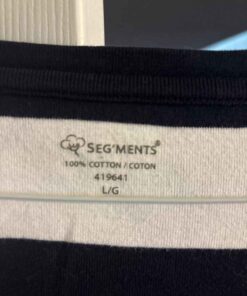 SEG'MENTS®
100% COTTON / COTON
419641
L/G